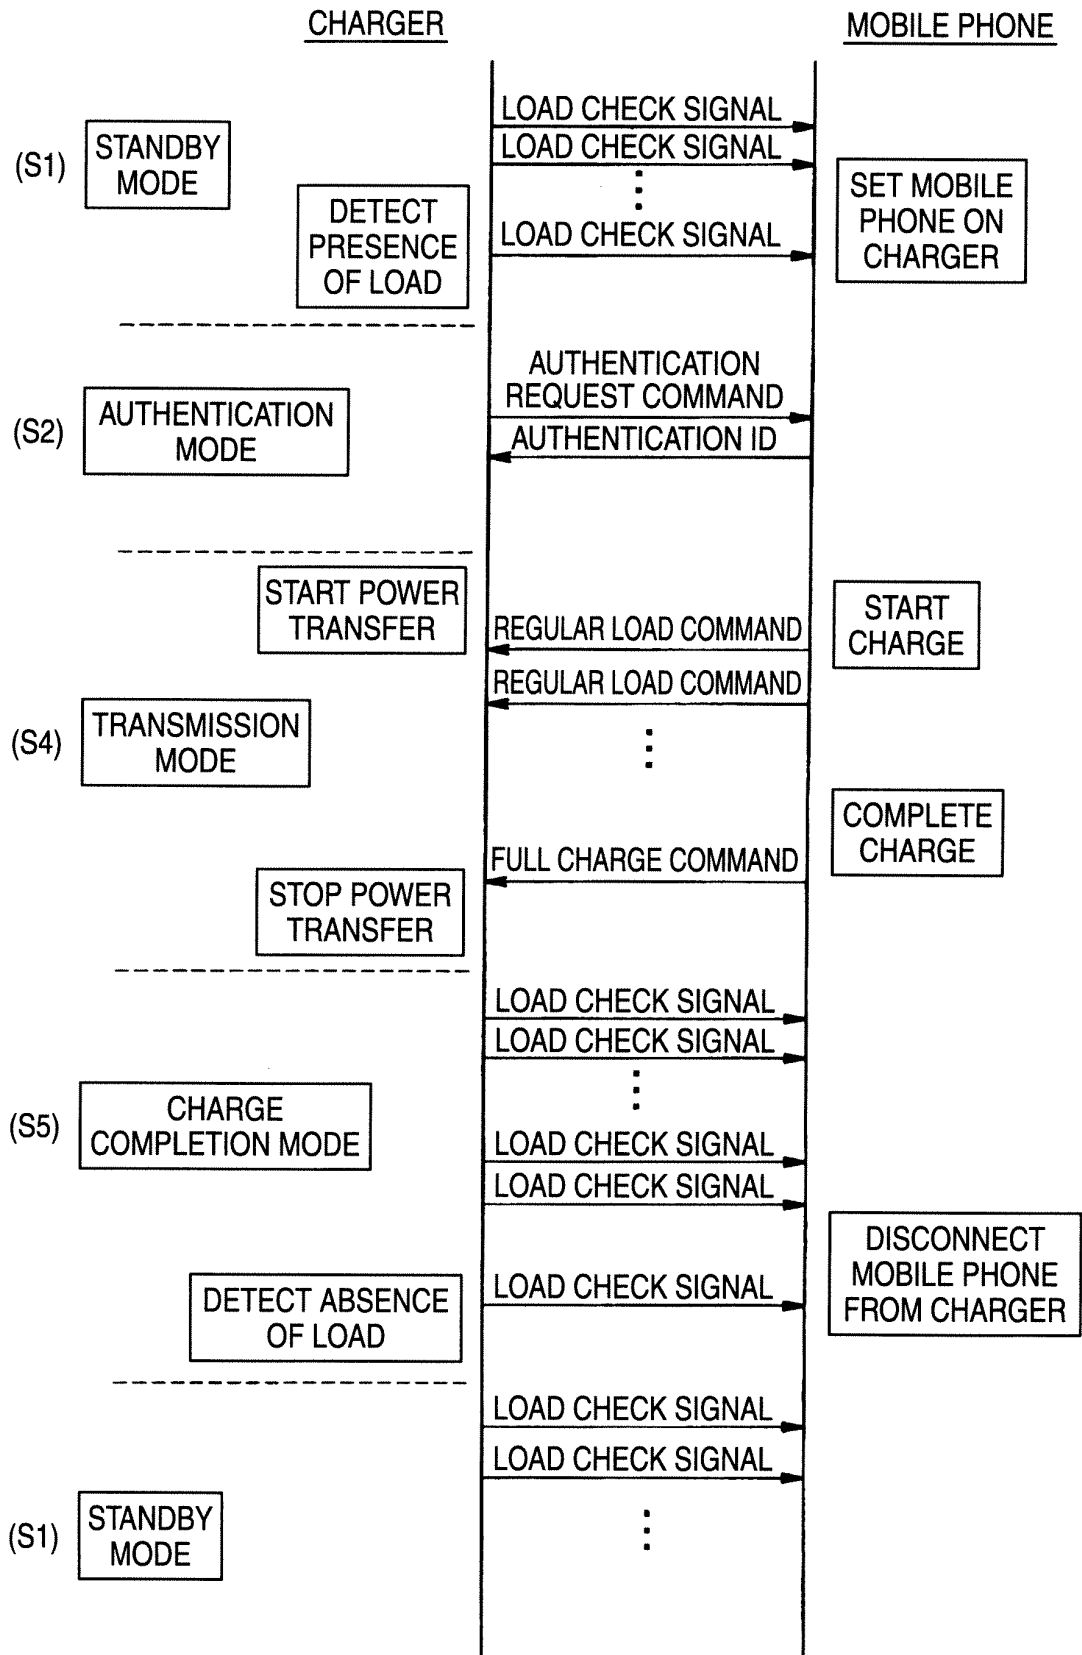 CHARGER
MOBILE PHONE
LOAD CHECK SIGNAL
LOAD CHECK SIGNAL
(S1)
STANDBY
MODE
SET MOBILE
PHONE ON
CHARGER
DETECT
PRESENCE
OF LOAD
LOAD CHECK SIGNAL
AUTHENTICATION
REQUEST COMMAND
(S2)
AUTHENTICATION
MODE
AUTHENTICATION ID
START POWER
TRANSFER
START
CHARGE
REGULAR LOAD COMMAND
REGULAR LOAD COMMAND
(S4)
TRANSMISSION
MODE
COMPLETE
CHARGE
FULL CHARGE COMMAND
STOP POWER
TRANSFER
LOAD CHECK SIGNAL
LOAD CHECK SIGNAL
(S5)
CHARGE
COMPLETION MODE
LOAD CHECK SIGNAL
LOAD CHECK SIGNAL
DISCONNECT
MOBILE PHONE
FROM CHARGER
DETECT ABSENCE
OF LOAD
LOAD CHECK SIGNAL
LOAD CHECK SIGNAL
LOAD CHECK SIGNAL
(S1)
STANDBY
MODE